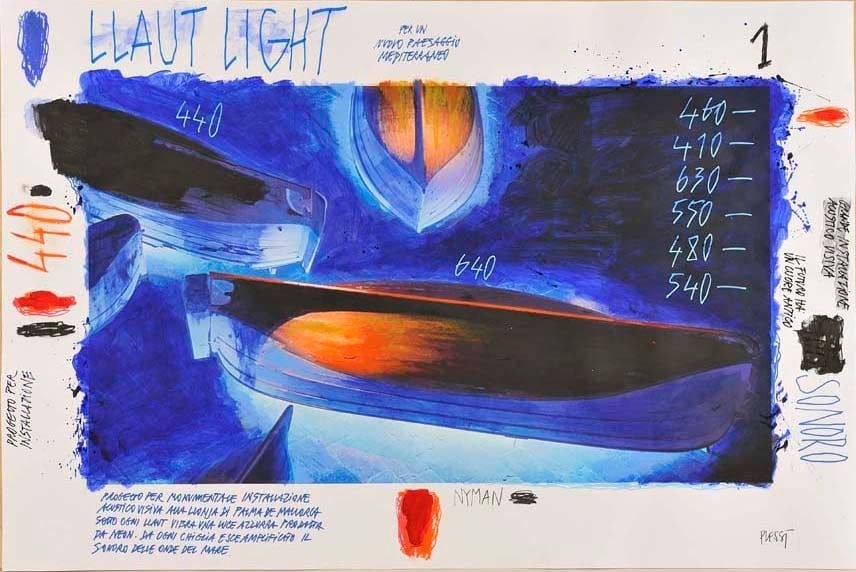 LLAUT LIGHT
PER UN
NUOVO PAESAGGIO
MEDITERRANEO
1
440
460 —
410 —
630 —
550 —
480 —
540 —
640
440
PROGETTO PER
INSTALLAZIONE
GRANDE INSTALLAZIONE
ACUSTICO VISIVA
IL FUTURO HA
UN CUORE ANTICO
SONORO
PROGETTO PER MONUMENTALE INSTALLAZIONE
ACUSTICO VISIVA ALLA LLONJA DI PALMA DE MALLORCA
SOTTO OGNI LLAUT VIBRA UNA LUCE AZZURRA PRODOTTA
DA NEON. DA OGNI CHIGLIA ESCE AMPLIFICATO IL
SONORO DELLE ONDE DEL MARE
NYMAN
PLESSI